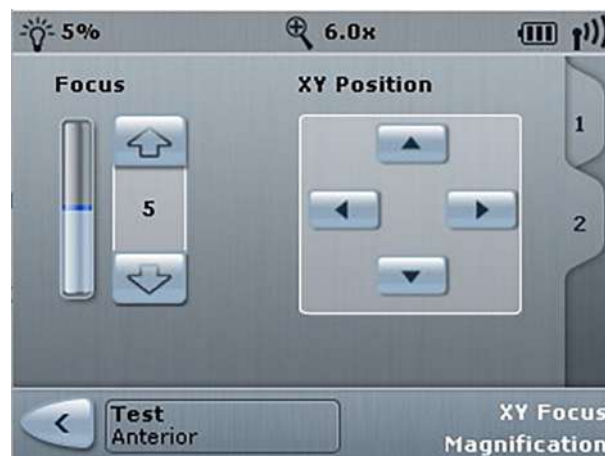 5%
6.0x
Focus
XY Position
1
5
2
Test
Anterior
XY Focus
Magnification